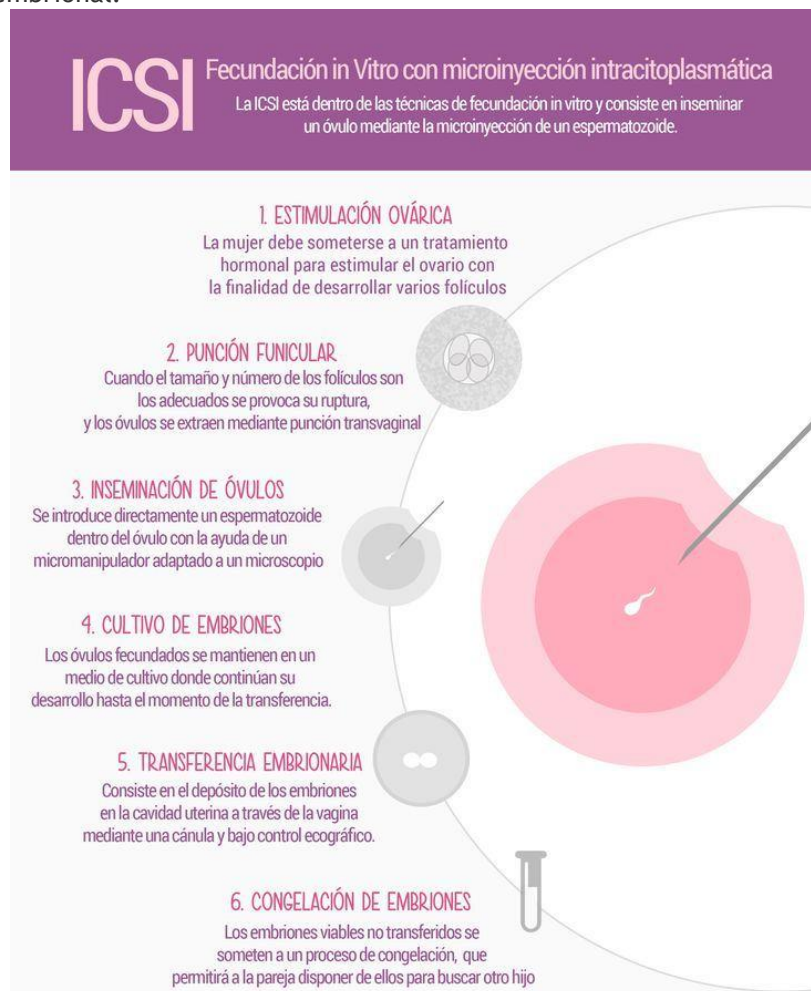 embrional.
ICSI
Fecundación in Vitro con microinyección intracitoplasmática
La ICSI está dentro de las técnicas de fecundación in vitro y consiste en inseminar
un óvulo mediante la microinyección de un espermatozoide.
1. ESTIMULACIÓN OVÁRICA
La mujer debe someterse a un tratamiento
hormonal para estimular el ovario con
la finalidad de desarrollar varios folículos
2. PUNCIÓN FUNICULAR
Cuando el tamaño y número de los folículos son
los adecuados se provoca su ruptura,
y los óvulos se extraen mediante punción transvaginal
3. INSEMINACIÓN DE ÓVULOS
Se introduce directamente un espermatozoide
dentro del óvulo con la ayuda de un
micromanipulador adaptado a un microscopio
4. CULTIVO DE EMBRIONES
Los óvulos fecundados se mantienen en un
medio de cultivo donde continúan su
desarrollo hasta el momento de la transferencia.
5. TRANSFERENCIA EMBRIONARIA
Consiste en el depósito de los embriones
en la cavidad uterina a través de la vagina
mediante una cánula y bajo control ecográfico.
6. CONGELACIÓN DE EMBRIONES
Los embriones viables no transferidos se
someten a un proceso de congelación, que
permitirá a la pareja disponer de ellos para buscar otro hijo